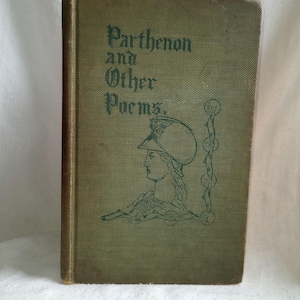 Parthenon
and
Other
Poems.